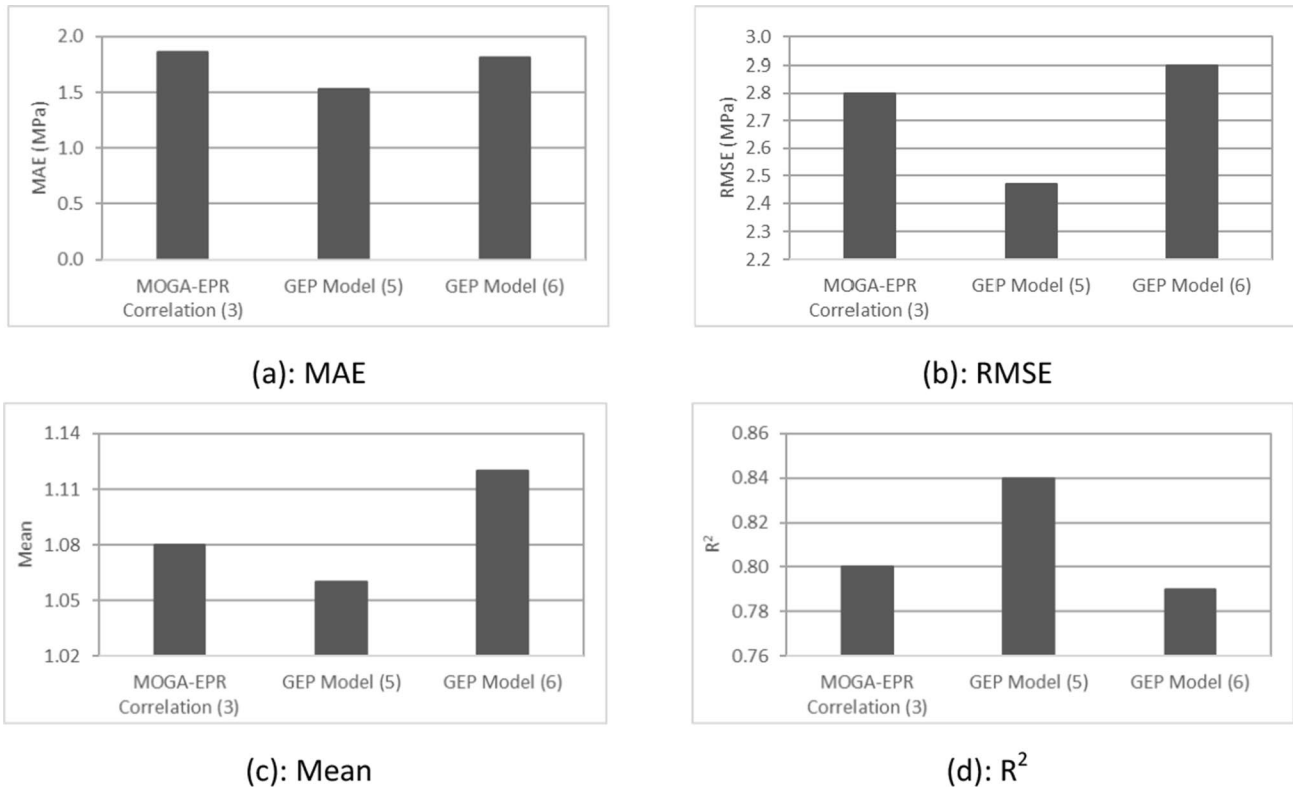 2.0
1.5
1.0
0.5
0.0
MAE (MPa)
MOGA-EPR
Correlation (3)
GEP Model (5)
GEP Model (6)
(a): MAE
3.0
2.9
2.8
2.7
2.6
2.5
2.4
2.3
2.2
RMSE (MPa)
MOGA-EPR
Correlation (3)
GEP Model (5)
GEP Model (6)
(b): RMSE
1.14
1.11
1.08
1.05
1.02
Mean
MOGA-EPR
Correlation (3)
GEP Model (5)
GEP Model (6)
(c): Mean
0.86
0.84
0.82
0.80
0.78
0.76
R²
MOGA-EPR
Correlation (3)
GEP Model (5)
GEP Model (6)
(d): R²